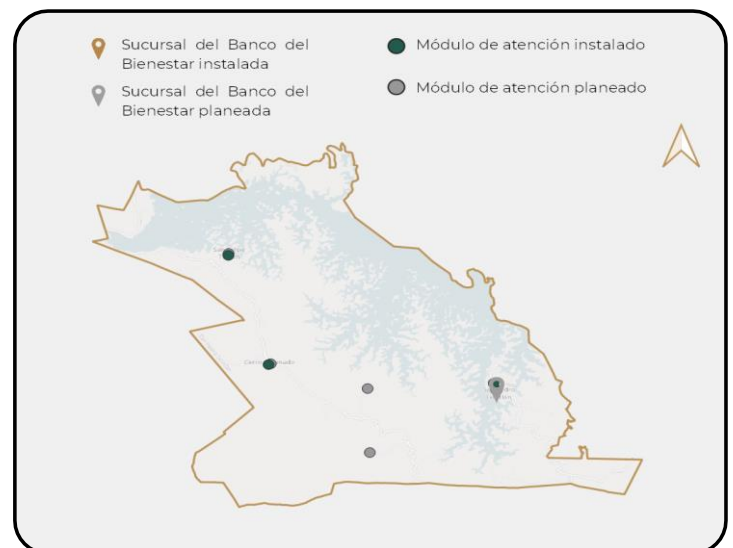 Sucursal del Banco del
Bienestar instalada
Sucursal del Banco del
Bienestar planeada
Módulo de atención instalado
Módulo de atención planeado